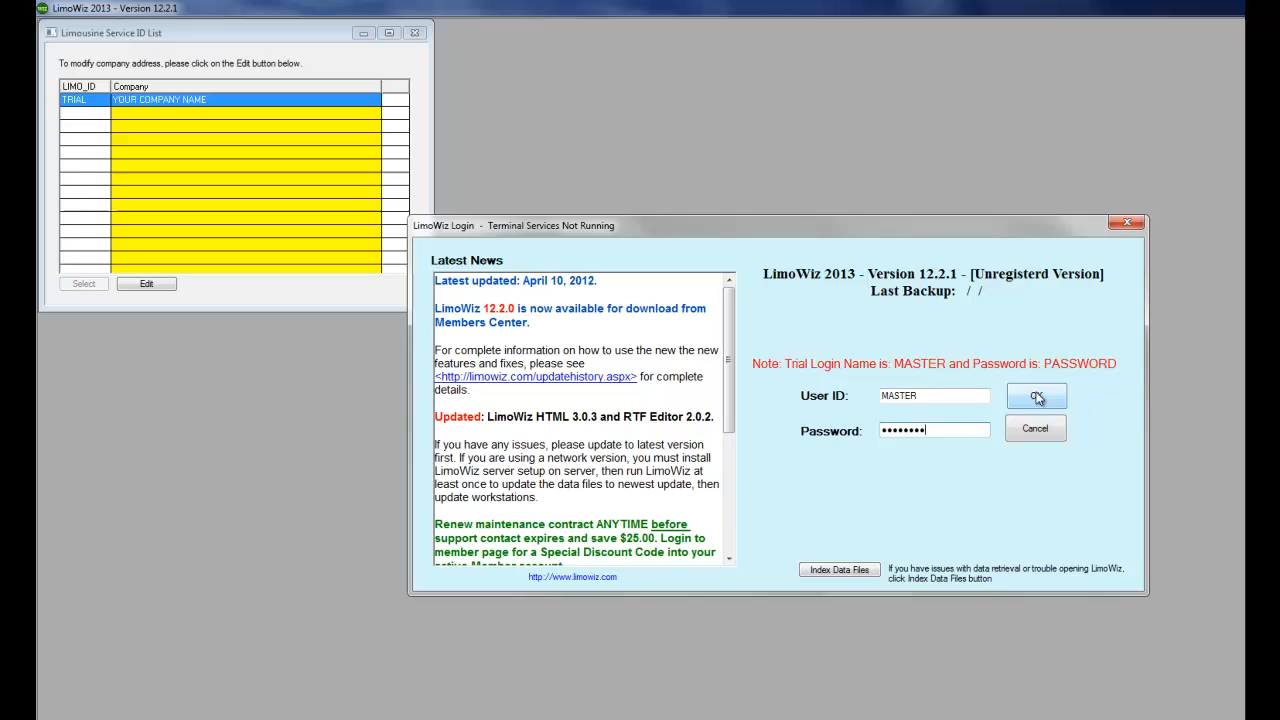 LimoWiz 2013 - Version 12.2.1
Limousine Service ID List
To modify company address, please click on the Edit button below.
LIMO_ID Company
TRIAL YOUR COMPANY NAME
Select Edit
LimoWiz Login - Terminal Services Not Running
Latest News
Latest updated: April 10, 2012.
LimoWiz 12.2.0 is now available for download from
Members Center.
For complete information on how to use the new the new
features and fixes, please see
<http://limowiz.com/updatehistory.aspx> for complete
details.
Updated: LimoWiz HTML 3.0.3 and RTF Editor 2.0.2.
If you have any issues, please update to latest version
first. If you are using a network version, you must install
LimoWiz server setup on server, then run LimoWiz at
least once to update the data files to newest update, then
update workstations.
Renew maintenance contract ANYTIME before
support contact expires and save $25.00. Login to
member page for a Special Discount Code into your
active Member account
http://www.limowiz.com
LimoWiz 2013 - Version 12.2.1 - [Unregisterd Version]
Last Backup: / /
Note: Trial Login Name is: MASTER and Password is: PASSWORD
User ID: MASTER OK
Password: •••••••• Cancel
Index Data Files
If you have issues with data retrieval or trouble opening LimoWiz,
click Index Data Files button